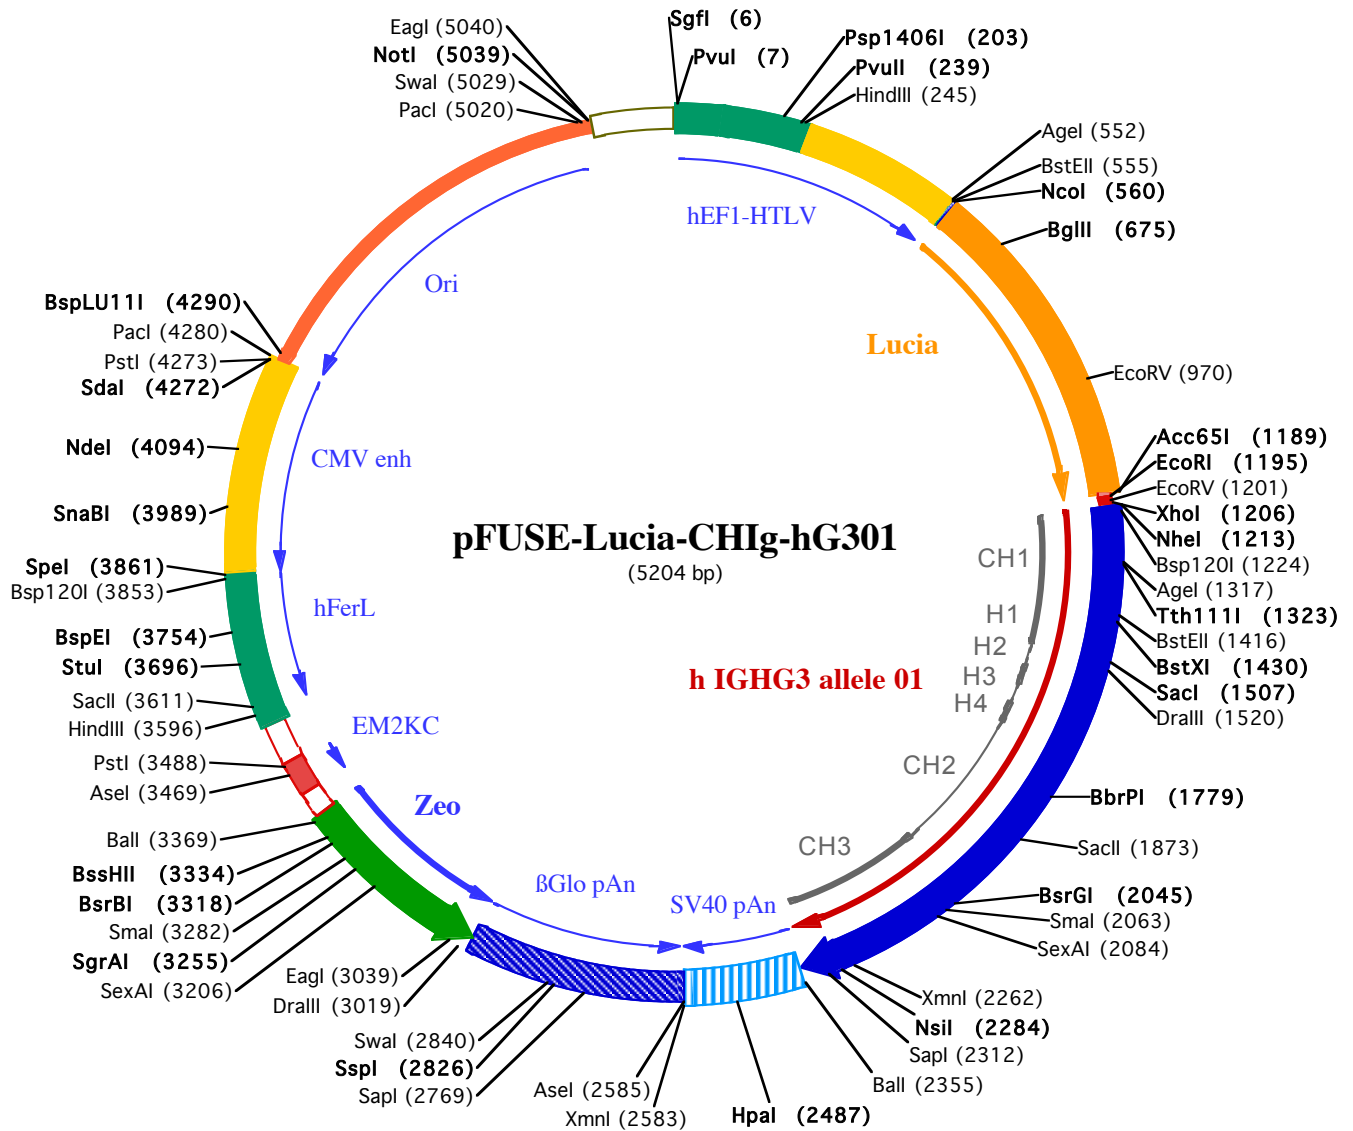 SgfI (6)
PvuI (7)
Psp1406I (203)
PvuII (239)
HindIII (245)
AgeI (552)
BstEII (555)
NcoI (560)
BglII (675)
EcoRV (970)
Acc65I (1189)
EcoRI (1195)
EcoRV (1201)
XhoI (1206)
NheI (1213)
Bsp120I (1224)
AgeI (1317)
Tth111I (1323)
BstEII (1416)
BstXI (1430)
SacI (1507)
DraIII (1520)
BbrPI (1779)
SacII (1873)
BsrGI (2045)
SmaI (2063)
SexAI (2084)
XmnI (2262)
NsiI (2284)
SapI (2312)
BalI (2355)
HpaI (2487)
XmnI (2583)
AseI (2585)
SapI (2769)
SspI (2826)
SwaI (2840)
DraIII (3019)
EagI (3039)
SexAI (3206)
SgrAI (3255)
SmaI (3282)
BsrBI (3318)
BssHII (3334)
BalI (3369)
AseI (3469)
PstI (3488)
HindIII (3596)
SacII (3611)
StuI (3696)
BspEI (3754)
Bsp120I (3853)
SpeI (3861)
SnaBI (3989)
NdeI (4094)
SdaI (4272)
PstI (4273)
PacI (4280)
BspLU11I (4290)
PacI (5020)
SwaI (5029)
NotI (5039)
EagI (5040)
hEF1-HTLV
Lucia
Ori
CMV enh
hFerL
EM2KC
Zeo
ßGlo pAn
SV40 pAn
pFUSE-Lucia-CHIg-hG301
(5204 bp)
h IGHG3 allele 01
CH1
H1
H2
H3
H4
CH2
CH3